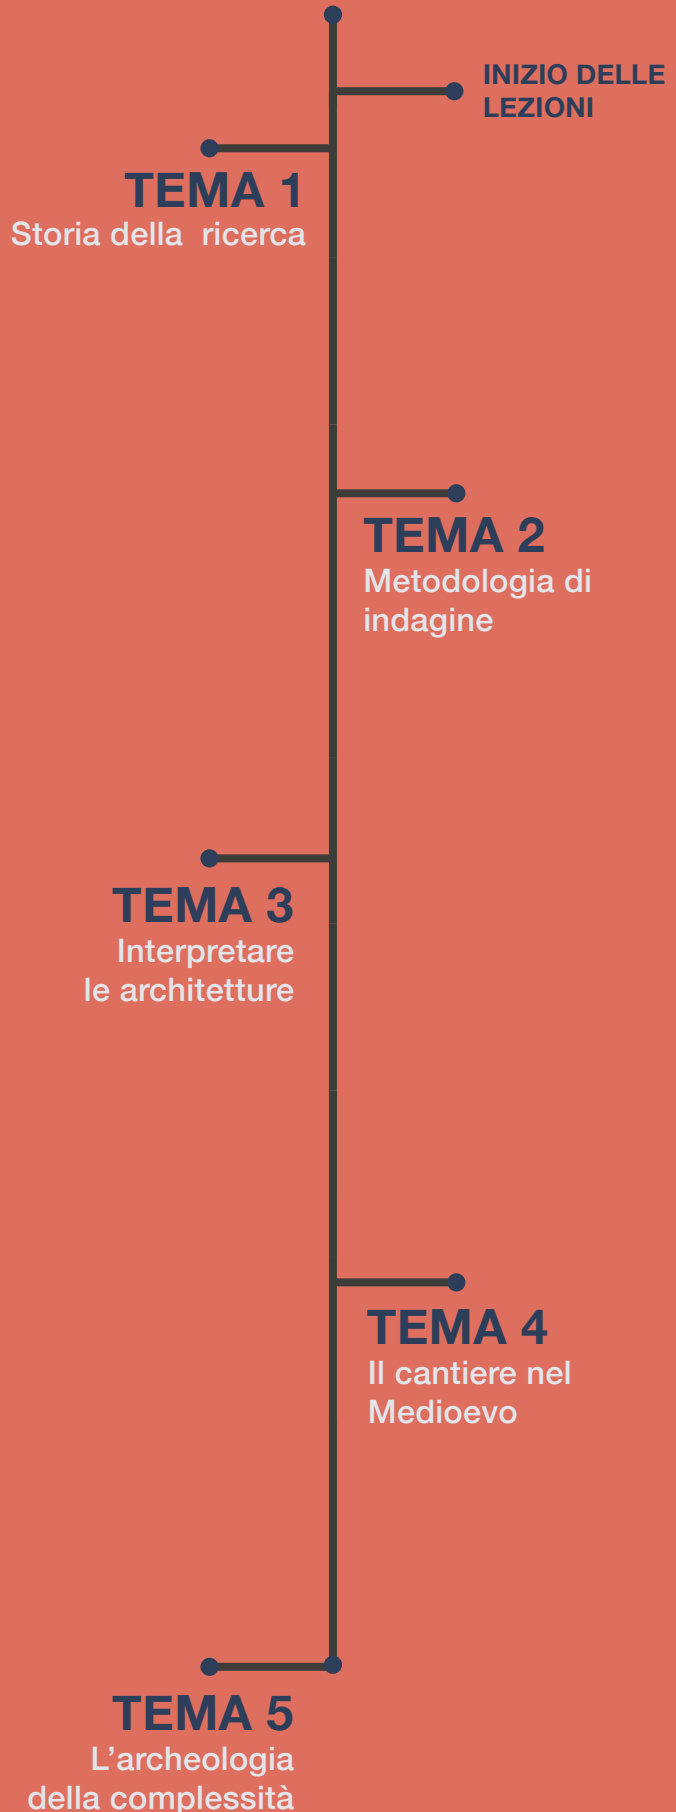 INIZIO DELLE
LEZIONI
TEMA 1
Storia della ricerca
TEMA 2
Metodologia di
indagine
TEMA 3
Interpretare
le architetture
TEMA 4
Il cantiere nel
Medioevo
TEMA 5
L'archeologia
della complessità